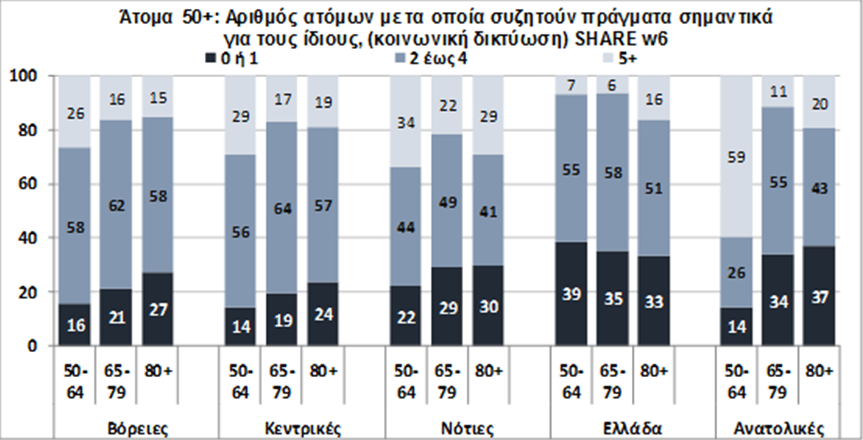 Άτομα 50+: Αριθμός ατόμων μετα οποία συζητούν πράγματα σημαντικά
για τους ίδιους, (κοινωνική δικτύωση) SHARE w6
0 ή 1 2 έως 4 5+
100 26 16 15 29 17 19 34 22 29 7 6 16 59 11 20
80
60 58 62 58 56 64 57 44 49 41 55 58 51 26 55 43
40
20 16 21 27 14 19 24 22 29 30 39 35 33 14 34 37
0
50- 65- 80+ 50- 65- 80+ 50- 65- 80+ 50- 65- 80+ 50- 65- 80+
64 79 64 79 64 79 64 79 64 79
Βόρειες Κεντρικές Νότιες Ελλάδα Ανατολικές